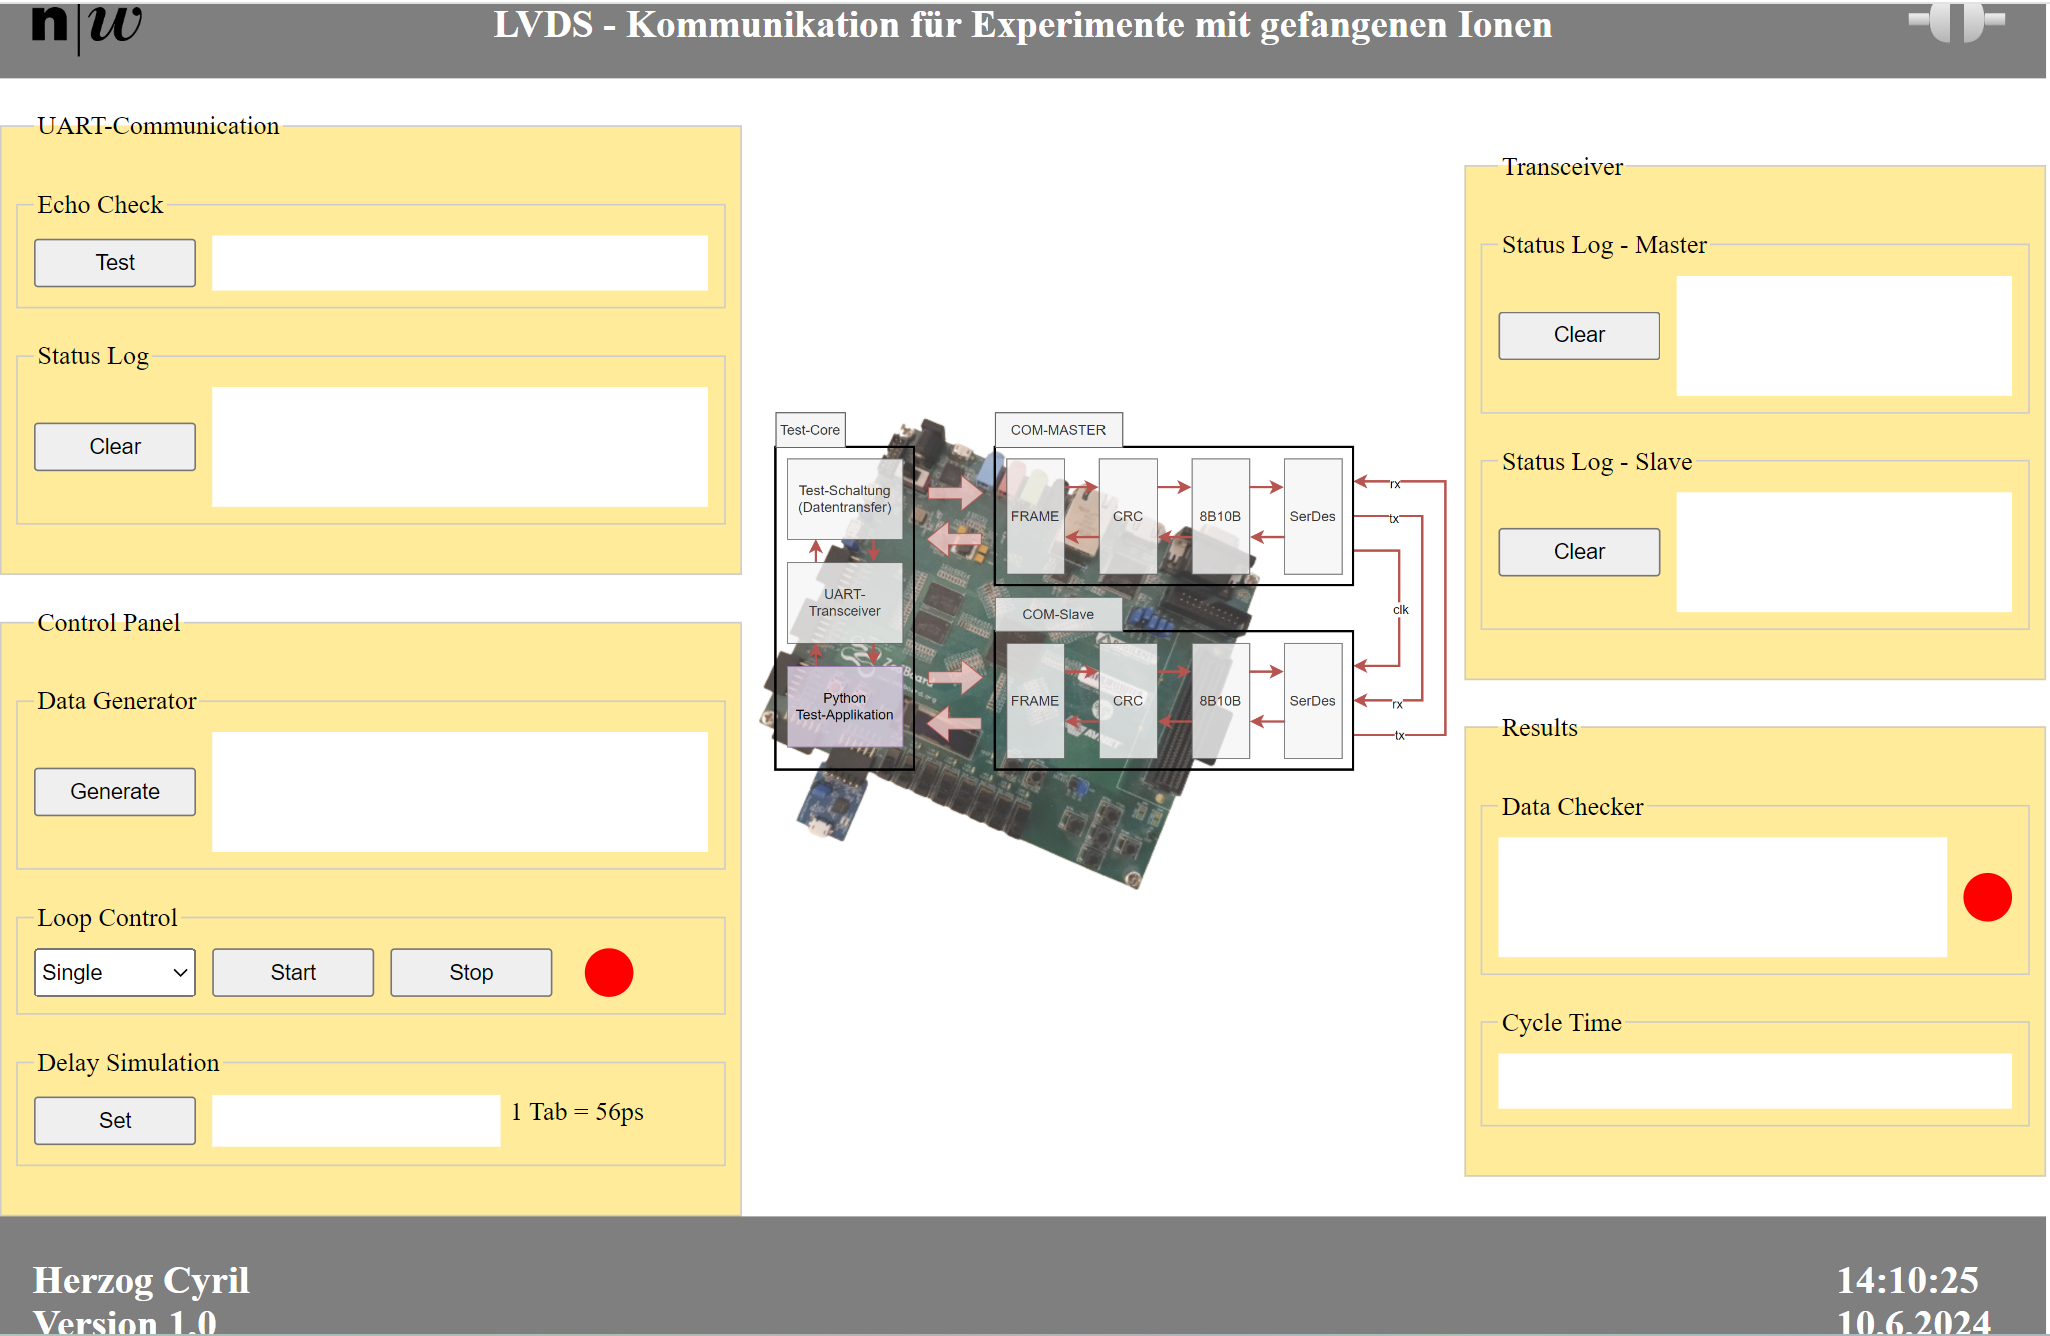 n|w
LVDS - Kommunikation für Experimente mit gefangenen Ionen
UART-Communication
Echo Check
Test
Status Log
Clear
Control Panel
Data Generator
Generate
Loop Control
Single
Start
Stop
Delay Simulation
Set
1 Tab = 56ps
Test-Core
Test-Schaltung
(Datentransfer)
UART-
Transceiver
Python
Test-Applikation
COM-MASTER
FRAME
CRC
8B10B
SerDes
rx
tx
clk
COM-Slave
FRAME
CRC
8B10B
SerDes
rx
tx
Transceiver
Status Log - Master
Clear
Status Log - Slave
Clear
Results
Data Checker
Cycle Time
Herzog Cyril
Version 1.0
14:10:25
10.6.2024